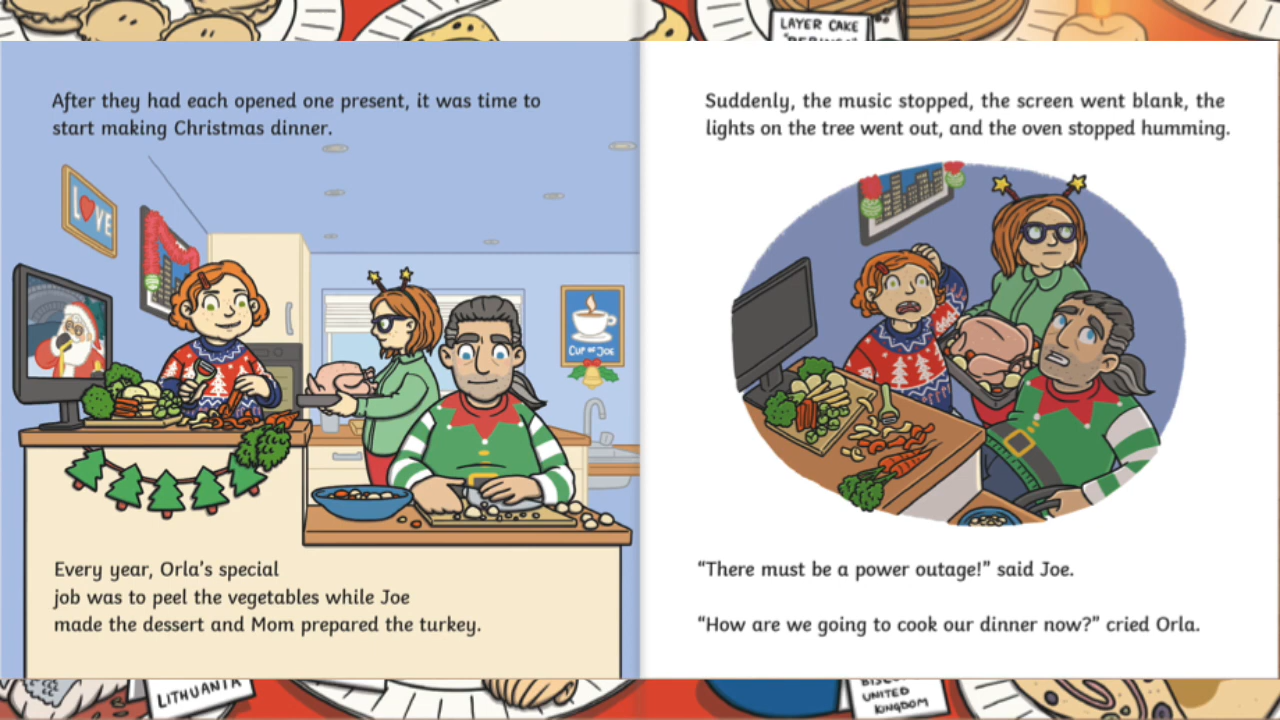 LAYER CAKE
After they had each opened one present, it was time to
start making Christmas dinner.
LOVE
CUP OF JOE
Every year, Orla's special
job was to peel the vegetables while Joe
made the dessert and Mom prepared the turkey.
Suddenly, the music stopped, the screen went blank, the
lights on the tree went out, and the oven stopped humming.
“There must be a power outage!” said Joe.
“How are we going to cook our dinner now?” cried Orla.
LITHUANIA
UNITED
KINGDOM